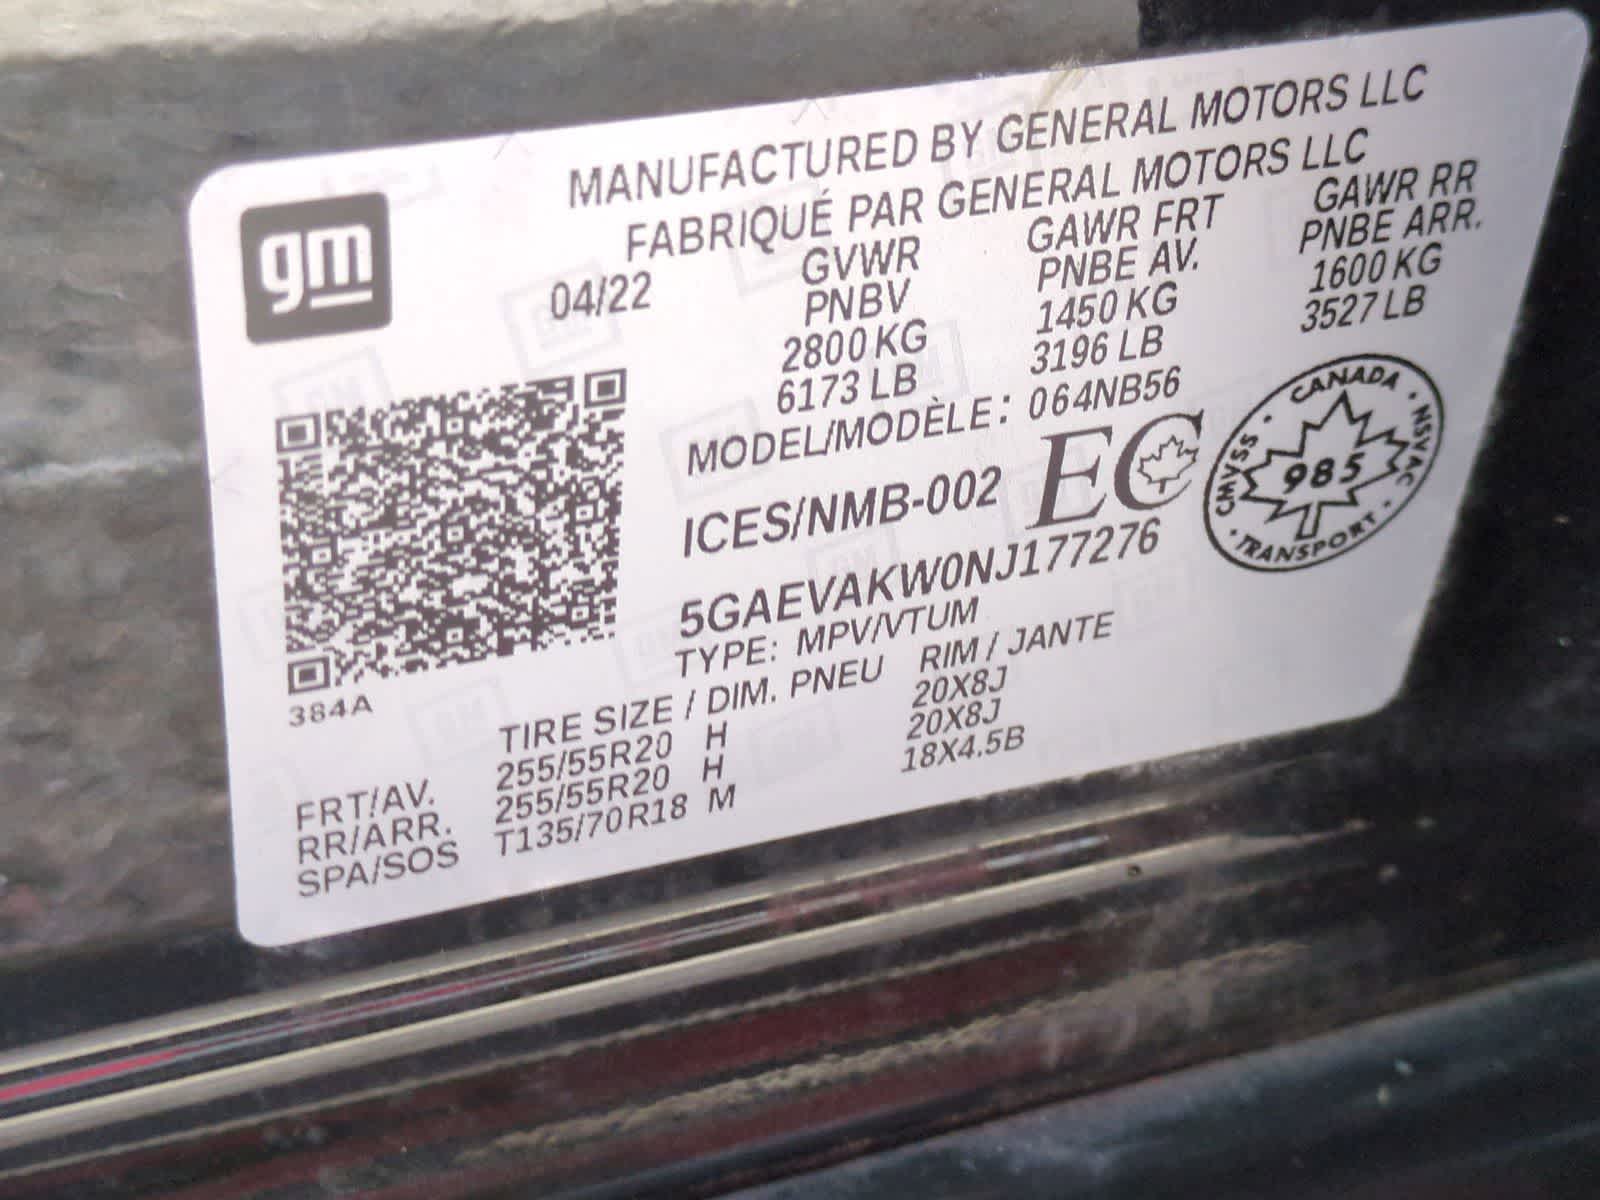 gm
MANUFACTURED BY GENERAL MOTORS LLC
FABRIQUÉ PAR GENERAL MOTORS LLC
04/22 GVWR GAWR FRT GAWR RR
PNBV PNBE AV. PNBE ARR.
2800 KG 1450 KG 1600 KG
6173 LB 3196 LB 3527 LB
MODEL/MODÈLE: 064NB56
ICES/NMB-002 EC
CANADA
CMVSS 985 NSVAC
TRANSPORT
5GAEVAKW0NJ177276
TYPE: MPV/VTUM
384A
TIRE SIZE / DIM. PNEU RIM / JANTE
FRT/AV. 255/55R20 H 20X8J
RR/ARR. 255/55R20 H 20X8J
SPA/SOS T135/70R18 M 18X4.5B